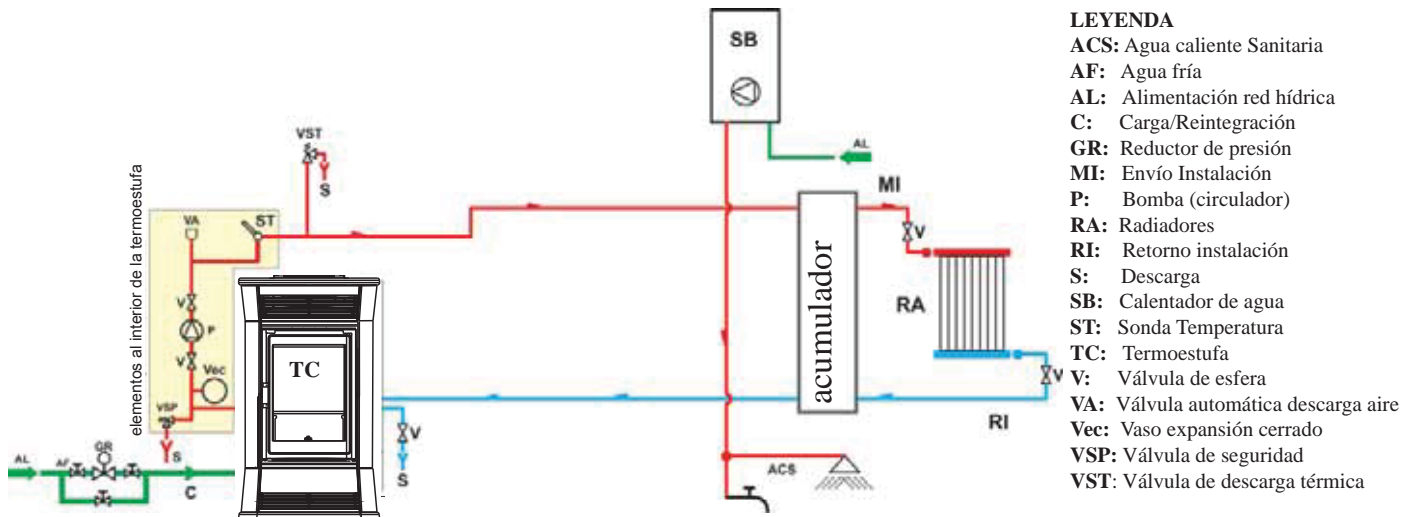 SB
VST
S
AL
MI
V
VA
ST
elementos al interior de la termoestufa
V
P
V
Vec
VSP
S
TC
acumulador
RA
V
RI
V
S
AL
AF
GR
C
ACS
LEYENDA
ACS: Agua caliente Sanitaria
AF: Agua fría
AL: Alimentación red hídrica
C: Carga/Reintegración
GR: Reductor de presión
MI: Envío Instalación
P: Bomba (circulador)
RA: Radiadores
RI: Retorno instalación
S: Descarga
SB: Calentador de agua
ST: Sonda Temperatura
TC: Termoestufa
V: Válvula de esfera
VA: Válvula automática descarga aire
Vec: Vaso expansión cerrado
VSP: Válvula de seguridad
VST: Válvula de descarga térmica